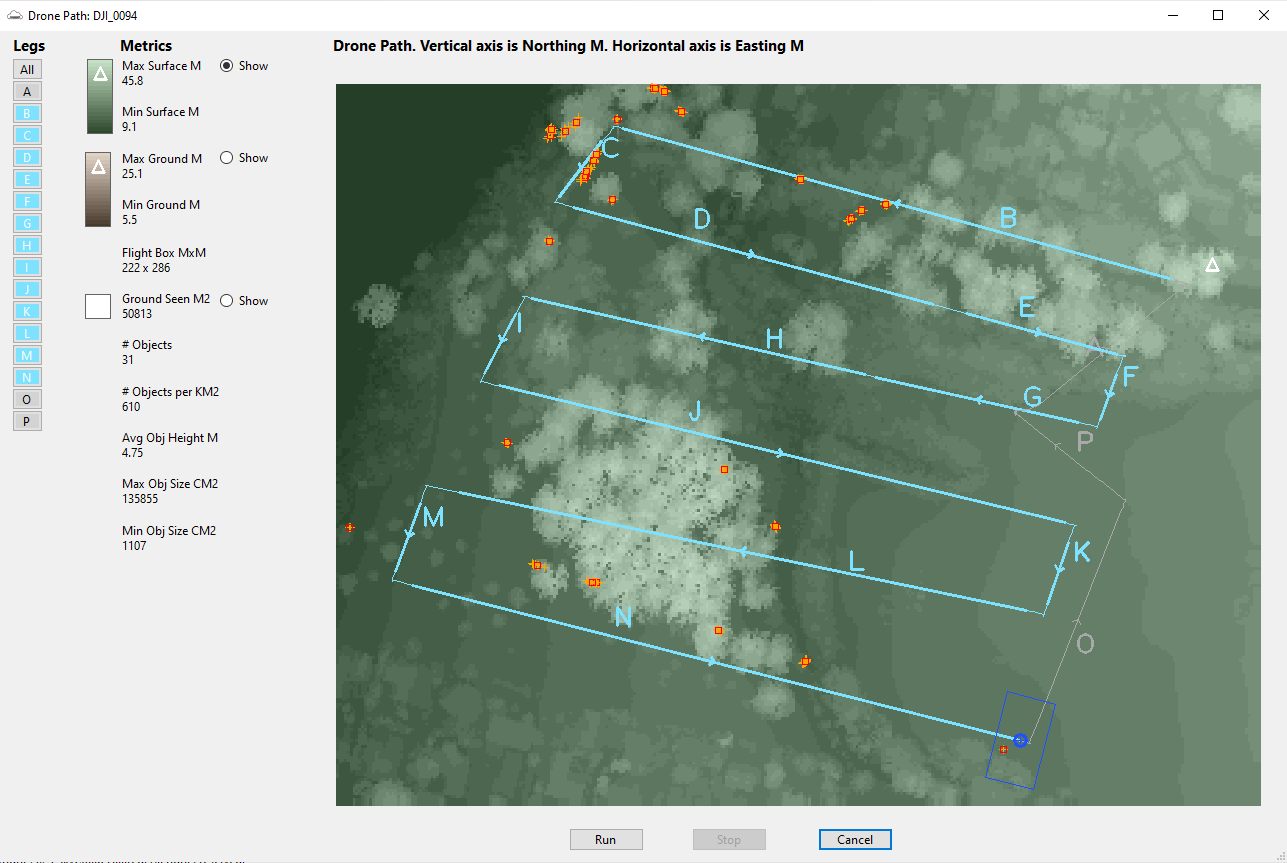 Drone Path: DJI_0094
Legs
All
A
B
C
D
E
F
G
H
I
J
K
L
M
N
O
P
Metrics
Max Surface M
Show
45.8
Min Surface M
9.1
Max Ground M
Show
25.1
Min Ground M
5.5
Flight Box MxM
222 x 286
Ground Seen M2
Show
50813
# Objects
31
# Objects per KM2
610
Avg Obj Height M
4.75
Max Obj Size CM2
135855
Min Obj Size CM2
1107
Drone Path. Vertical axis is Northing M. Horizontal axis is Easting M
C
D
B
E
A
I
H
F
G
J
P
M
L
K
N
O
Run
Stop
Cancel